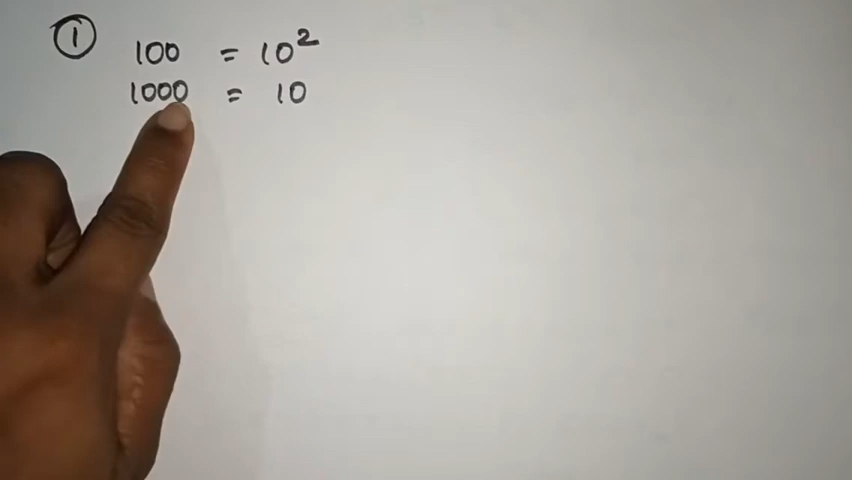 ① 100 = 10²
1000 = 10